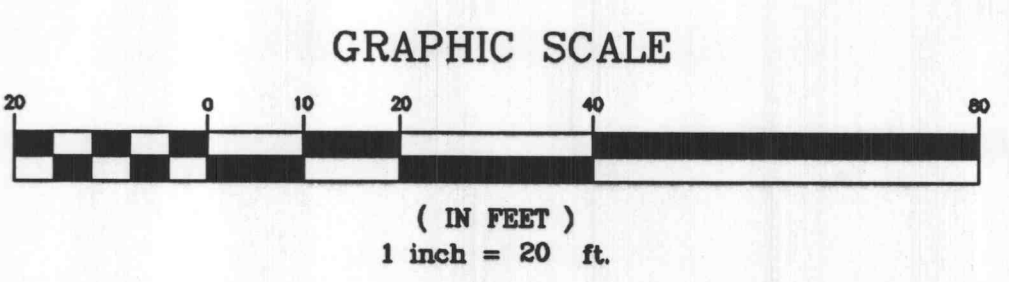 GRAPHIC SCALE
20 0 10 20 40 80
( IN FEET )
1 inch = 20 ft.